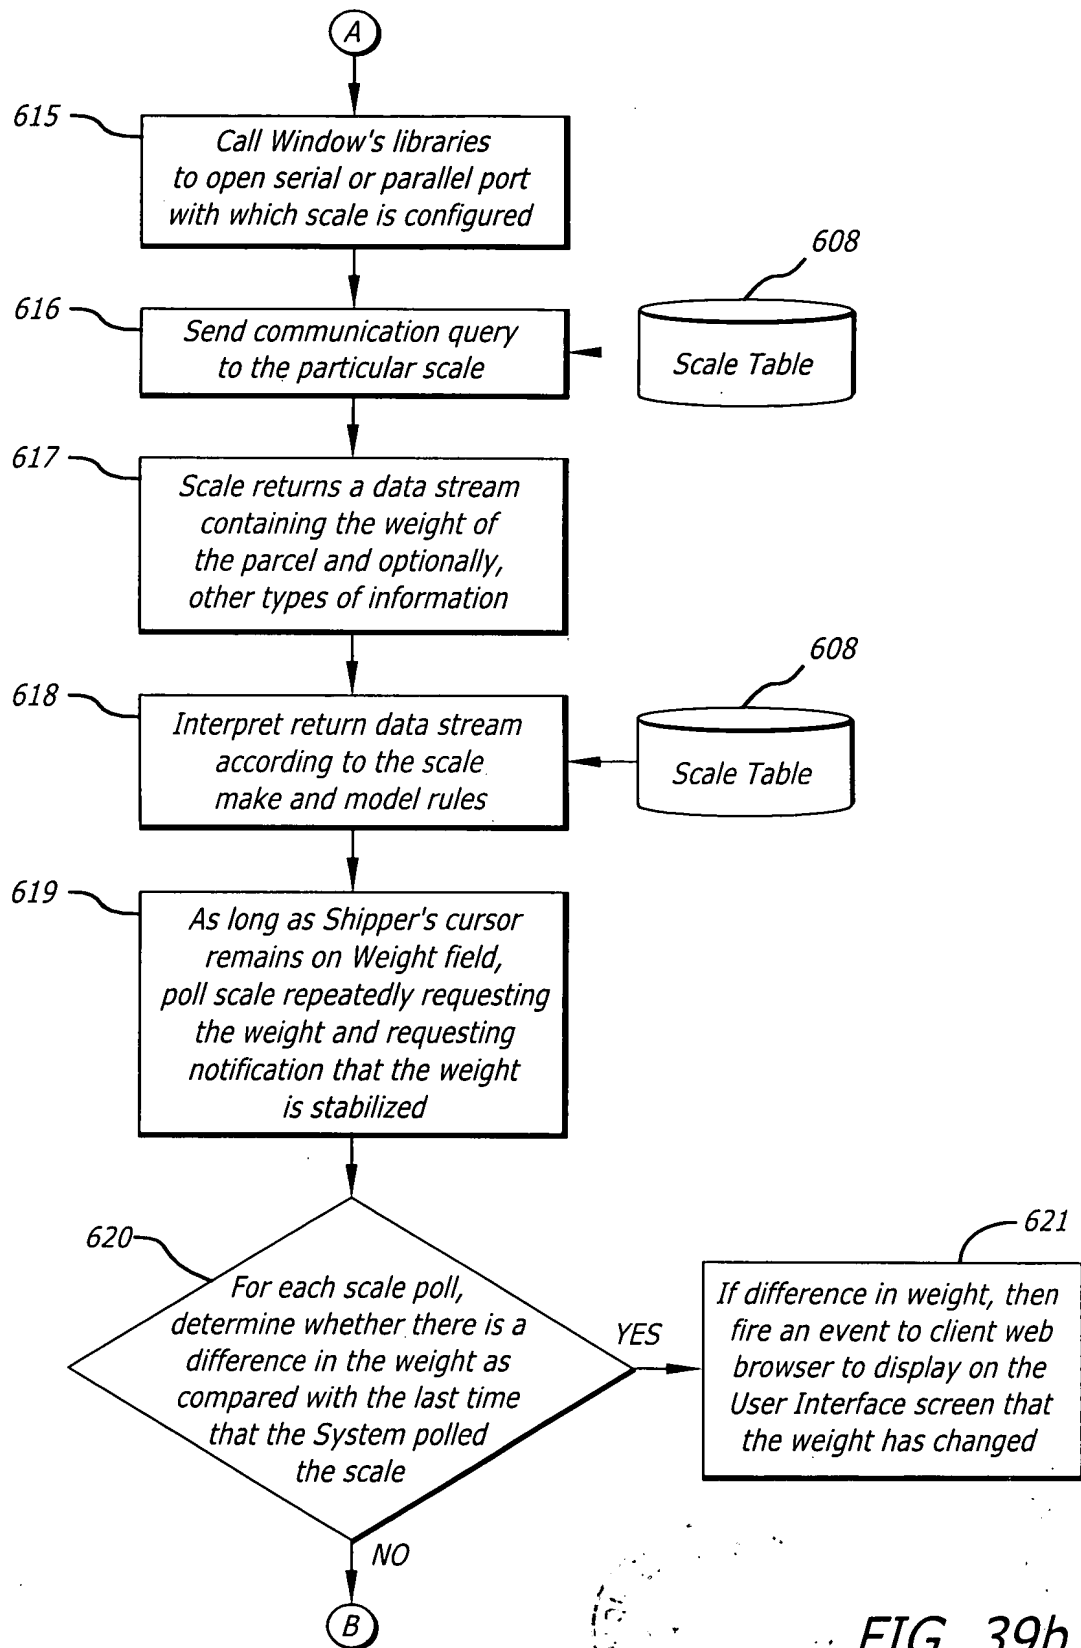 A
615
Call Window's libraries
to open serial or parallel port
with which scale is configured
608
616
Send communication query
to the particular scale
Scale Table
617
Scale returns a data stream
containing the weight of
the parcel and optionally,
other types of information
608
618
Interpret return data stream
according to the scale
make and model rules
Scale Table
619
As long as Shipper's cursor
remains on Weight field,
poll scale repeatedly requesting
the weight and requesting
notification that the weight
is stabilized
620
For each scale poll,
determine whether there is a
difference in the weight as
compared with the last time
that the System polled
the scale
YES
621
If difference in weight, then
fire an event to client web
browser to display on the
User Interface screen that
the weight has changed
NO
B
FIG. 39b